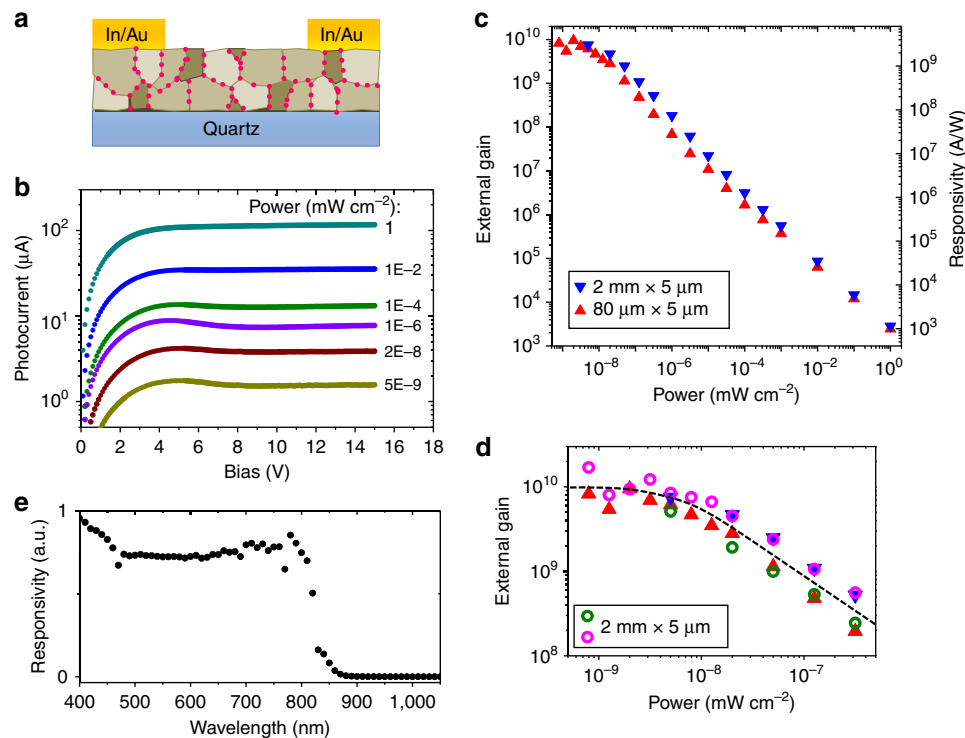 a
In/Au
In/Au
Quartz
b
Power (mW cm⁻²):
1
1E–2
1E–4
1E–6
2E–8
5E–9
10²
10¹
10⁰
Photocurrent (µA)
0 2 4 6 8 10 12 14 16 18
Bias (V)
c
10¹⁰
10⁹
10⁸
10⁷
10⁶
10⁵
10⁴
10³
External gain
10⁹
10⁸
10⁷
10⁶
10⁵
10⁴
10³
Responsivity (A/W)
2 mm × 5 µm
80 µm × 5 µm
10⁻⁸ 10⁻⁶ 10⁻⁴ 10⁻² 10⁰
Power (mW cm⁻²)
d
10¹⁰
10⁹
10⁸
External gain
2 mm × 5 µm
10⁻⁹ 10⁻⁸ 10⁻⁷
Power (mW cm⁻²)
e
1
0
Responsivity (a.u.)
400 500 600 700 800 900 1,000
Wavelength (nm)